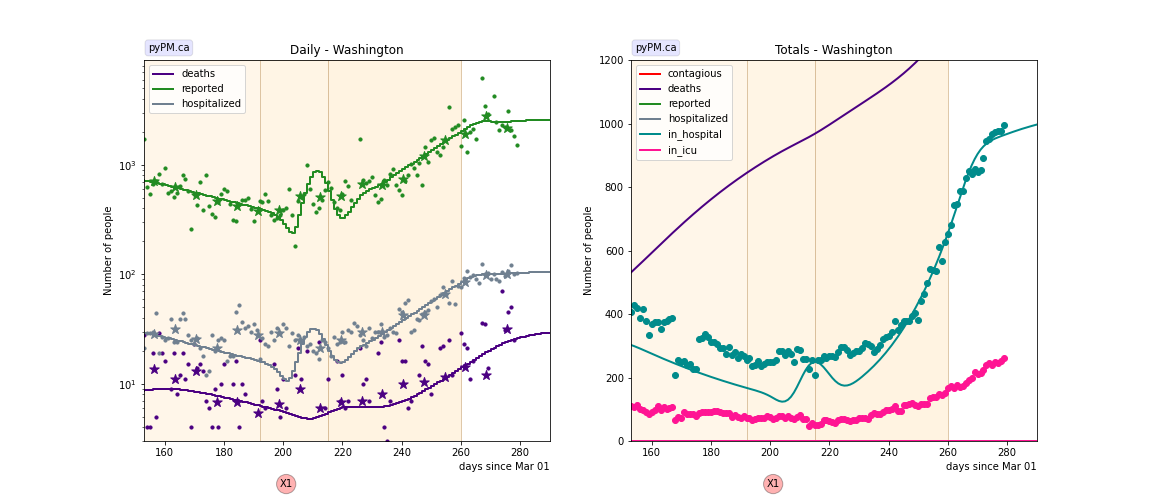 pyPM.ca
Daily - Washington
deaths
reported
hospitalized
Number of people
10³
10²
10¹
160
180
200
220
240
260
280
days since Mar 01
X1
pyPM.ca
Totals - Washington
contagious
deaths
reported
hospitalized
in_hospital
in_icu
Number of people
1200
1000
800
600
400
200
0
160
180
200
220
240
260
280
days since Mar 01
X1